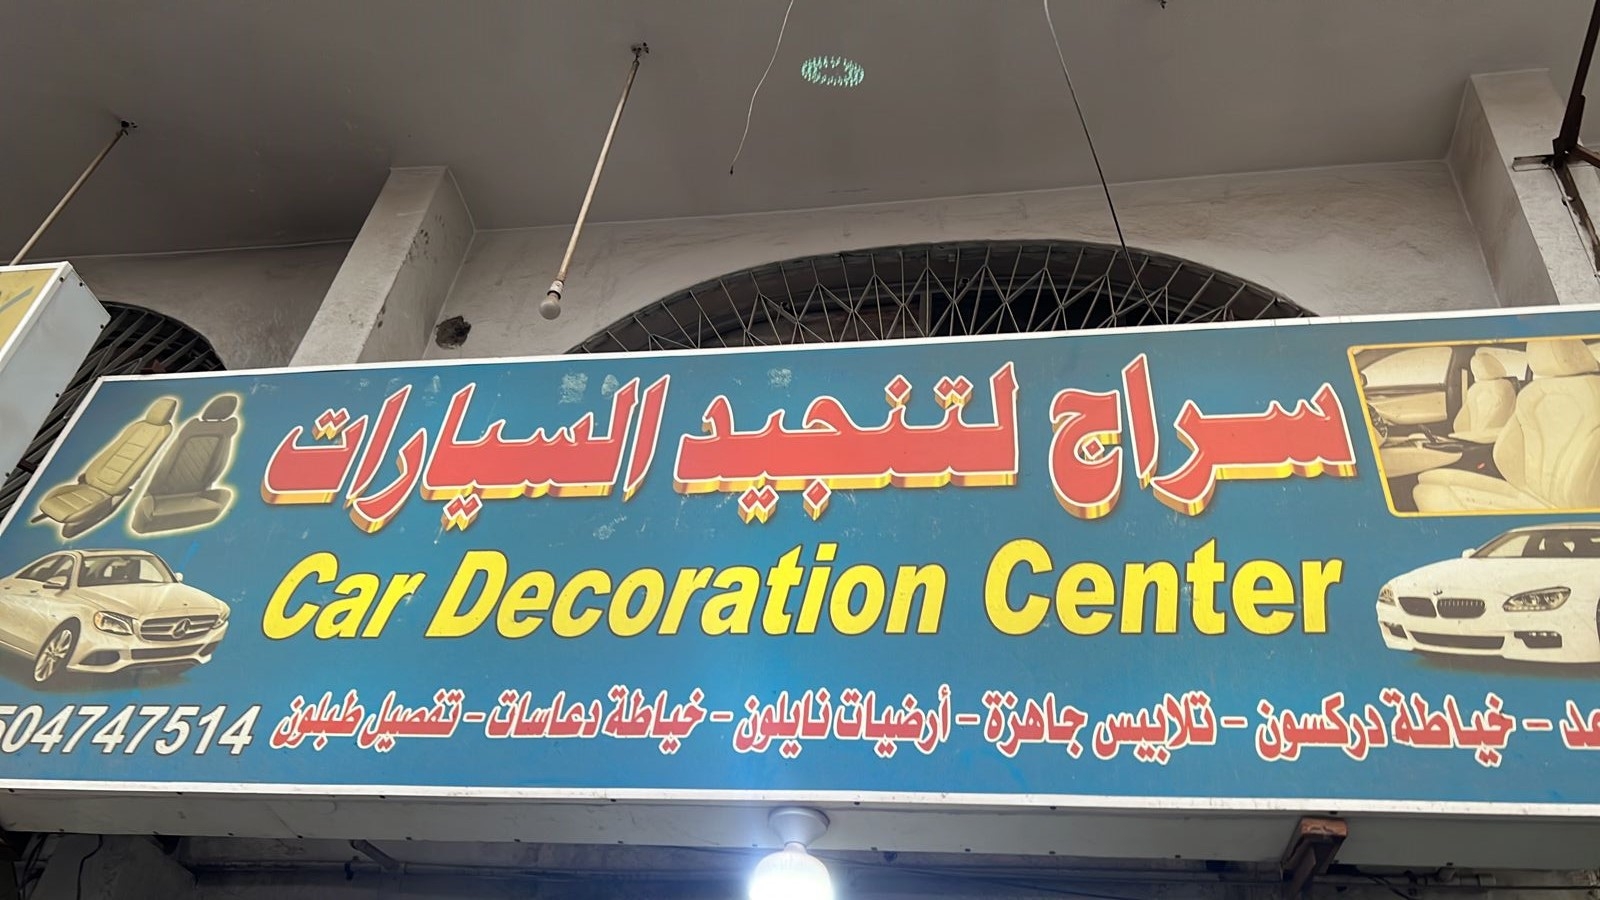 سراج لتنجيد السيارات
Car Decoration Center
خياطة دركسون - تلابيس جاهزة - أرضيات نايلون - خياطة دعاسات - تفصيل طبلون
504747514